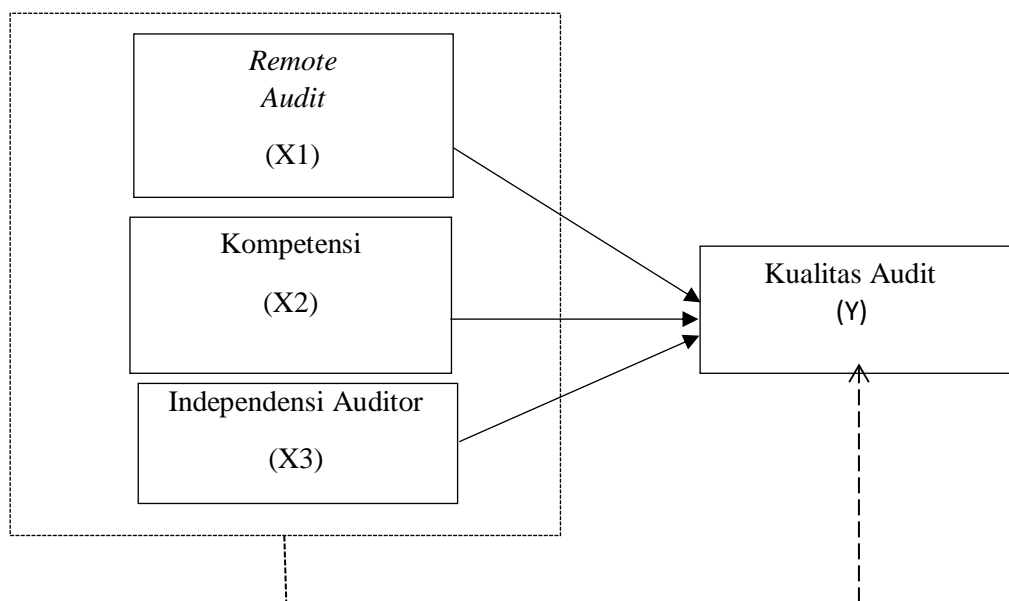 Remote
Audit
(X1)
Kompetensi
(X2)
Independensi Auditor
(X3)
Kualitas Audit
(Y)